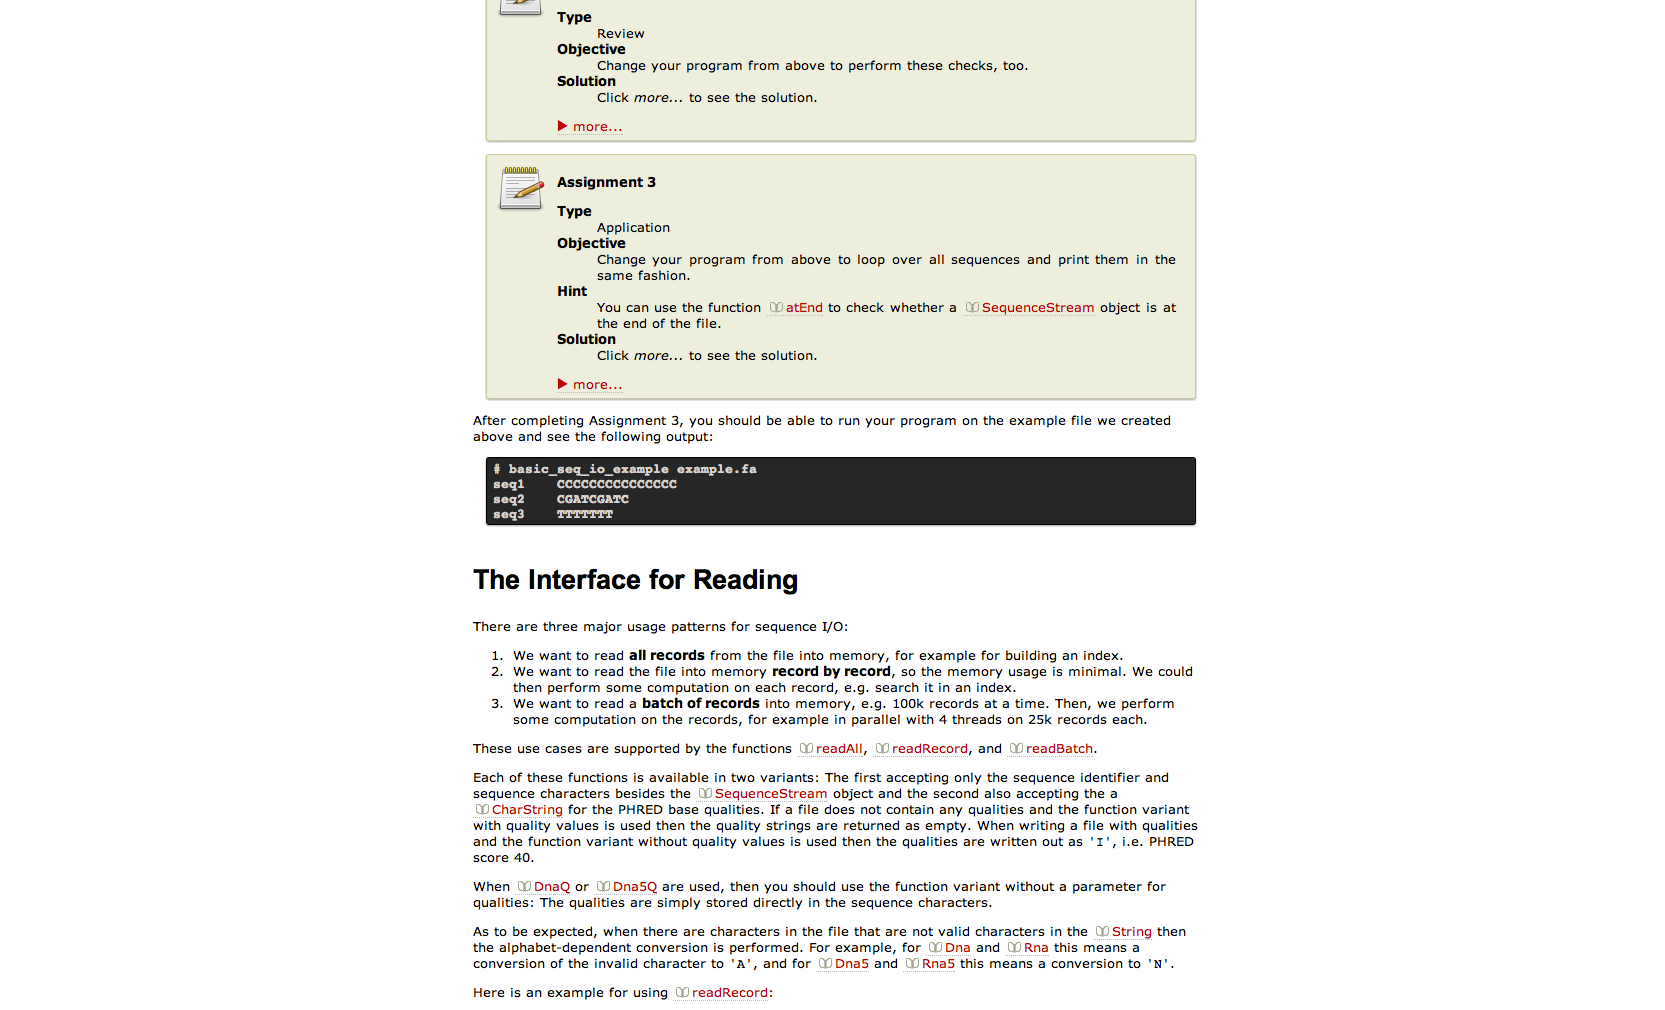 Type
Review
Objective
Change your program from above to perform these checks, too.
Solution
Click more... to see the solution.
more...
Assignment 3
Type
Application
Objective
Change your program from above to loop over all sequences and print them in the
same fashion.
Hint
You can use the function atEnd to check whether a SequenceStream object is at
the end of the file.
Solution
Click more... to see the solution.
more...
After completing Assignment 3, you should be able to run your program on the example file we created
above and see the following output:
# basic_seq_io_example example.fa
seq1 CCCCCCCCCCCCCCC
seq2 CGATCGATC
seq3 TTTTTTT
The Interface for Reading
There are three major usage patterns for sequence I/O:
1. We want to read all records from the file into memory, for example for building an index.
2. We want to read the file into memory record by record, so the memory usage is minimal. We could
then perform some computation on each record, e.g. search it in an index.
3. We want to read a batch of records into memory, e.g. 100k records at a time. Then, we perform
some computation on the records, for example in parallel with 4 threads on 25k records each.
These use cases are supported by the functions readAll, readRecord, and readBatch.
Each of these functions is available in two variants: The first accepting only the sequence identifier and
sequence characters besides the SequenceStream object and the second also accepting the a
CharString for the PHRED base qualities. If a file does not contain any qualities and the function variant
with quality values is used then the quality strings are returned as empty. When writing a file with qualities
and the function variant without quality values is used then the qualities are written out as 'I', i.e. PHRED
score 40.
When DnaQ or Dna5Q are used, then you should use the function variant without a parameter for
qualities: The qualities are simply stored directly in the sequence characters.
As to be expected, when there are characters in the file that are not valid characters in the String then
the alphabet-dependent conversion is performed. For example, for Dna and Rna this means a
conversion of the invalid character to 'A', and for Dna5 and Rna5 this means a conversion to 'N'.
Here is an example for using readRecord: